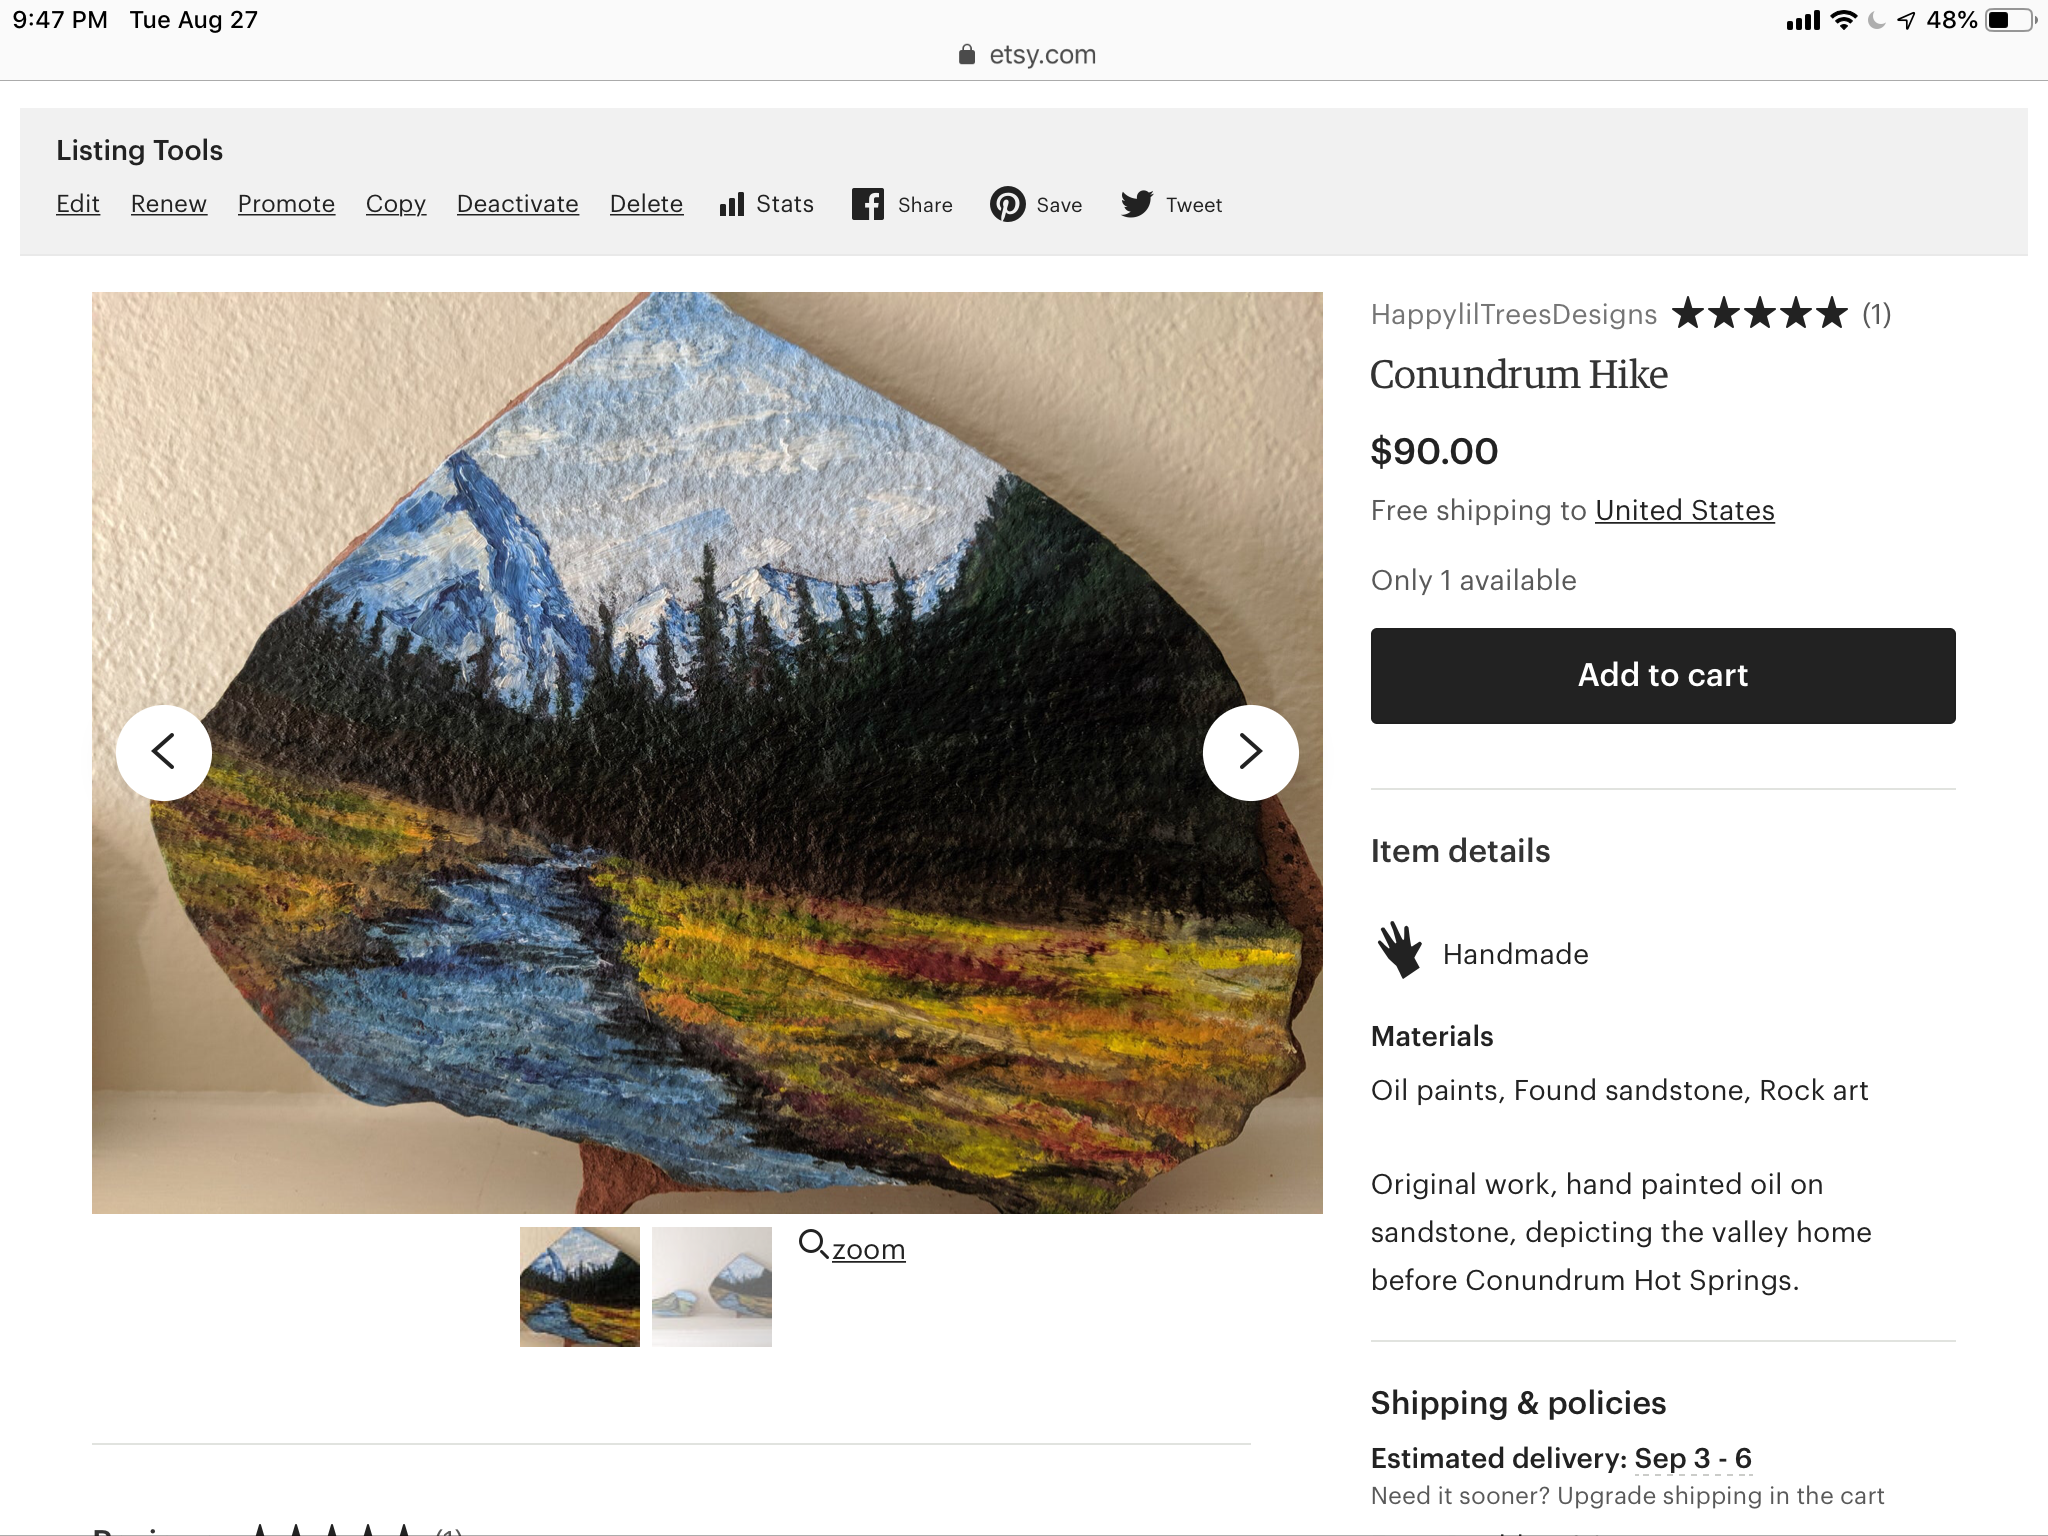 9:47 PM Tue Aug 27
48%
etsy.com
Listing Tools
Edit Renew Promote Copy Deactivate Delete Stats Share Save Tweet
HappylilTreesDesigns (1)
Conundrum Hike
$90.00
Free shipping to United States
Only 1 available
Add to cart
Item details
Handmade
Materials
Oil paints, Found sandstone, Rock art
Original work, hand painted oil on
sandstone, depicting the valley home
before Conundrum Hot Springs.
zoom
Shipping & policies
Estimated delivery: Sep 3 - 6
Need it sooner? Upgrade shipping in the cart